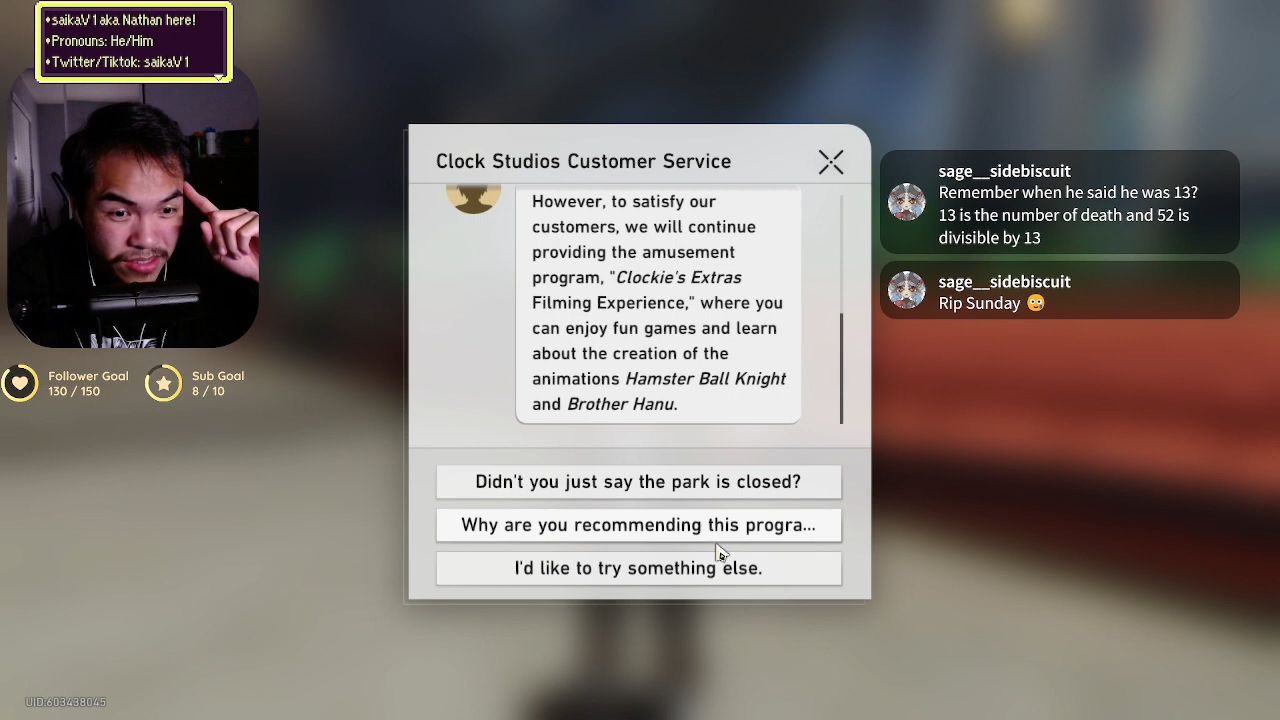 •saikaV1 aka Nathan here!
•Pronouns: He/Him
•Twitter/Tiktok: saikaV1
Follower Goal
130 / 150
Sub Goal
8 / 10
Clock Studios Customer Service
However, to satisfy our
customers, we will continue
providing the amusement
program, "Clockie's Extras
Filming Experience," where you
can enjoy fun games and learn
about the creation of the
animations Hamster Ball Knight
and Brother Hanu.
Didn't you just say the park is closed?
Why are you recommending this progra...
I'd like to try something else.
sage__sidebiscuit
Remember when he said he was 13?
13 is the number of death and 52 is
divisible by 13
sage__sidebiscuit
Rip Sunday 🥲
UID:603438045